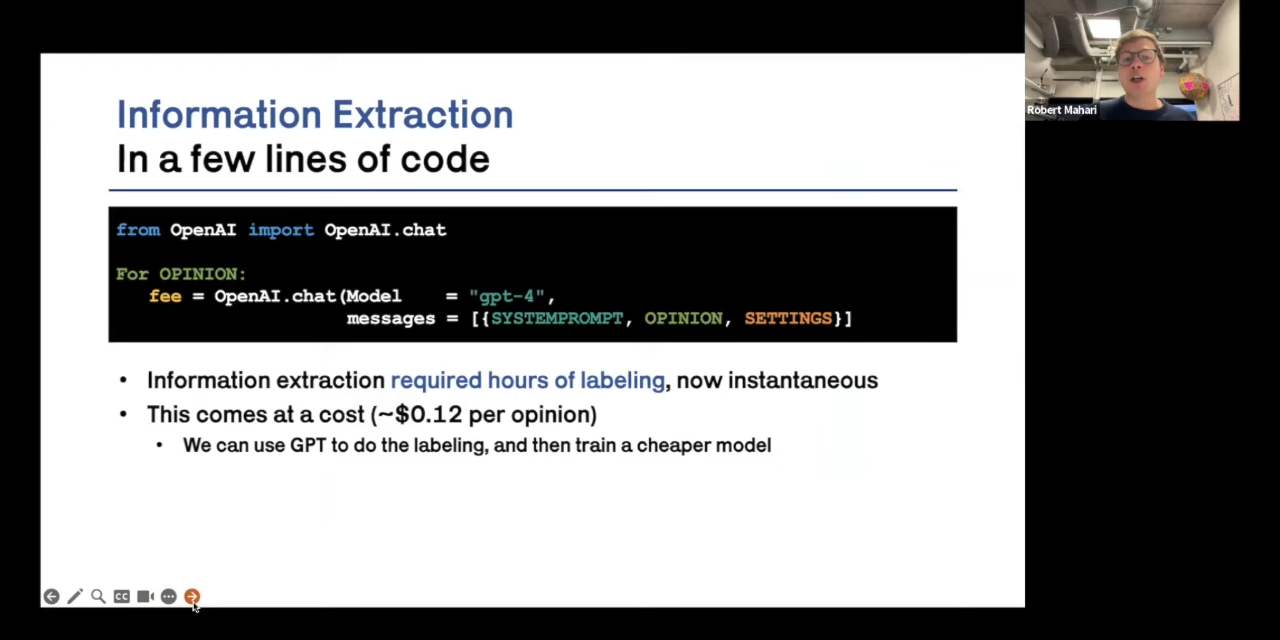 Information Extraction
In a few lines of code
from OpenAI import OpenAI.chat
For OPINION:
fee = OpenAI.chat(Model = "gpt-4",
messages = [{SYSTEMPROMPT, OPINION, SETTINGS}]
• Information extraction required hours of labeling, now instantaneous
• This comes at a cost (~$0.12 per opinion)
• We can use GPT to do the labeling, and then train a cheaper model
CC
Robert Mahari